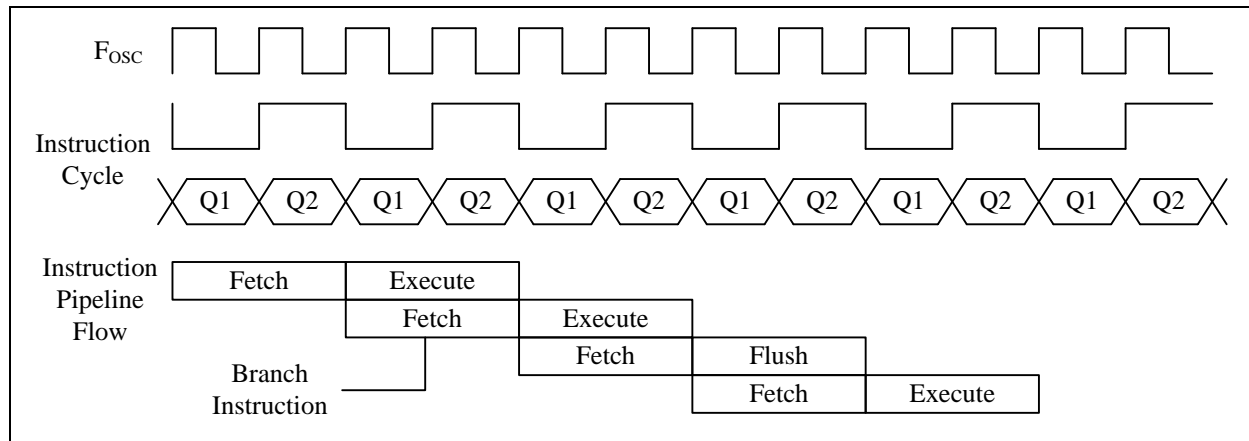 F_OSC
Instruction
Cycle
Q1 Q2 Q1 Q2 Q1 Q2 Q1 Q2 Q1 Q2 Q1 Q2
Instruction
Pipeline
Flow
Fetch Execute
Fetch Execute
Fetch Flush
Fetch Execute
Branch
Instruction